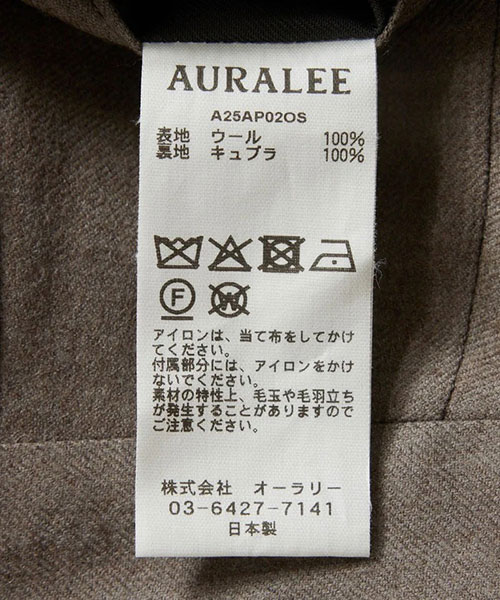 AURALEE
A25AP02OS
表地 ウール 100%
裏地 キュプラ 100%
F W
アイロンは、当て布をしてかけ
てください。
付属部分には、アイロンをかけ
ないでください。
素材の特性上、毛玉や毛羽立ち
が発生することがありますので
ご注意ください。
株式会社 オーラリー
03-6427-7141
日本製